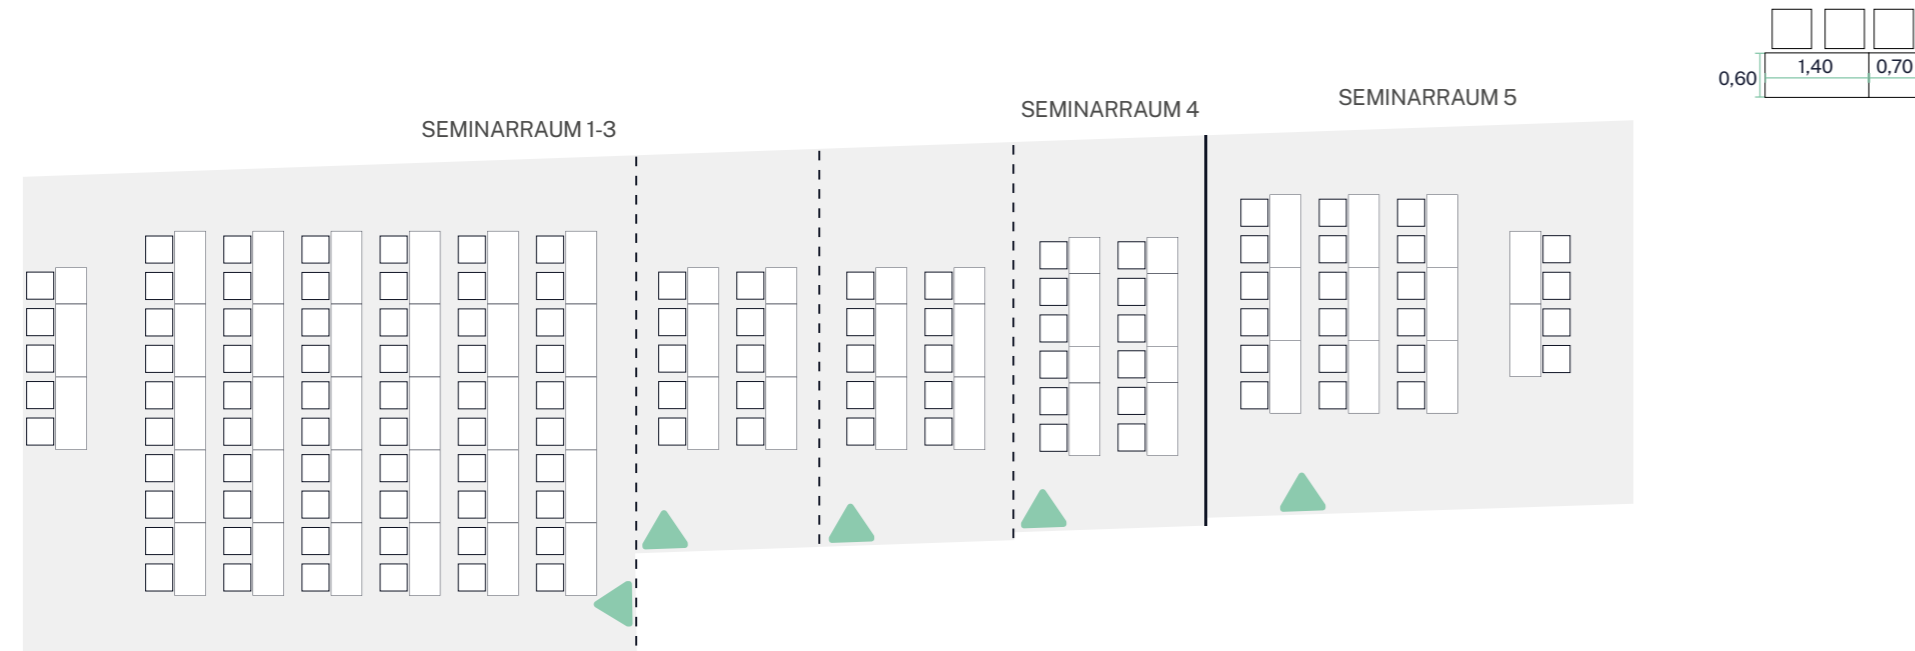 SEMINARRAUM 1-3
SEMINARRAUM 4
SEMINARRAUM 5
0,60
1,40
0,70